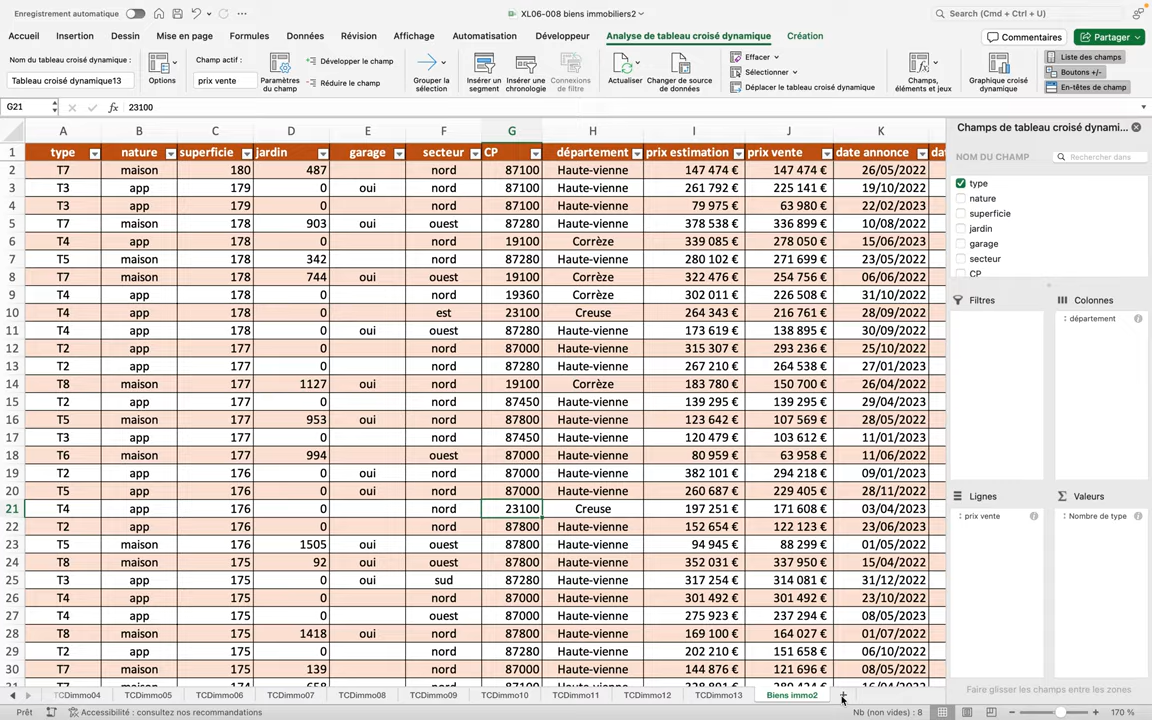 Enregistrement automatique
XL06-008 biens immobiliers2
Search (Cmd + Ctrl + U)
Accueil Insertion Dessin Mise en page Formules Données Révision Affichage Automatisation Développeur Analyse de tableau croisé dynamique Création
Commentaires Partager
Nom du tableau croisé dynamique :
Tableau croisé dynamique13
Options
Champ actif :
prix vente
Paramètres du champ
Développer le champ
Réduire le champ
Grouper la sélection
Insérer un segment
Insérer une chronologie
Connexions de filtre
Actualiser
Changer de source de données
Effacer
Sélectionner
Déplacer le tableau croisé dynamique
Champs, éléments et jeux
Graphique croisé dynamique
Liste des champs
Boutons +/-
En-têtes de champ
G21 fx 23100
A B C D E F G H I J K
1 type nature superficie jardin garage secteur CP département prix estimation prix vente date annonce dat
2 T7 maison 180 487 nord 87100 Haute-vienne 147 474 € 147 474 € 26/05/2022
3 T3 app 179 0 oui nord 87100 Haute-vienne 261 792 € 225 141 € 19/10/2022
4 T3 app 179 0 nord 87100 Haute-vienne 79 975 € 63 980 € 22/02/2023
5 T7 maison 178 903 oui ouest 87280 Haute-vienne 378 538 € 336 899 € 10/08/2022
6 T4 app 178 0 nord 19100 Corrèze 339 085 € 278 050 € 15/06/2023
7 T5 maison 178 342 nord 87280 Haute-vienne 280 102 € 271 699 € 23/05/2022
8 T7 maison 178 744 oui ouest 19100 Corrèze 322 476 € 254 756 € 06/06/2022
9 T4 app 178 0 nord 19360 Corrèze 302 011 € 226 508 € 31/10/2022
10 T4 app 178 0 est 23100 Creuse 264 343 € 216 761 € 28/09/2022
11 T4 app 178 0 oui ouest 87280 Haute-vienne 173 619 € 138 895 € 30/09/2022
12 T2 app 177 0 nord 87000 Haute-vienne 315 307 € 293 236 € 25/10/2022
13 T2 app 177 0 nord 87280 Haute-vienne 267 210 € 264 538 € 27/01/2023
14 T8 maison 177 1127 oui nord 19100 Corrèze 183 780 € 150 700 € 26/04/2022
15 T2 app 177 0 nord 87450 Haute-vienne 139 295 € 139 295 € 29/04/2023
16 T5 maison 177 953 oui ouest 87800 Haute-vienne 123 642 € 107 569 € 28/05/2022
17 T3 app 177 0 nord 87450 Haute-vienne 120 479 € 103 612 € 11/01/2023
18 T6 maison 177 994 ouest 87000 Haute-vienne 80 959 € 63 958 € 11/06/2022
19 T2 app 176 0 oui nord 87000 Haute-vienne 382 101 € 294 218 € 09/01/2023
20 T5 app 176 0 oui nord 87000 Haute-vienne 260 687 € 229 405 € 28/11/2022
21 T4 app 176 0 nord 23100 Creuse 197 251 € 171 608 € 03/04/2023
22 T2 app 176 0 nord 87800 Haute-vienne 152 654 € 122 123 € 23/06/2023
23 T5 maison 176 1505 oui ouest 87800 Haute-vienne 94 945 € 88 299 € 01/05/2022
24 T8 maison 175 92 oui ouest 87800 Haute-vienne 352 031 € 337 950 € 15/04/2022
25 T3 app 175 0 oui sud 87280 Haute-vienne 317 254 € 314 081 € 31/12/2022
26 T4 app 175 0 nord 87000 Haute-vienne 301 492 € 301 492 € 23/10/2023
27 T4 app 175 0 ouest 87000 Haute-vienne 275 923 € 237 294 € 08/05/2023
28 T8 maison 175 1418 oui nord 87800 Haute-vienne 169 100 € 164 027 € 01/07/2022
29 T2 app 175 0 nord 87280 Haute-vienne 202 210 € 151 658 € 06/10/2022
30 T7 maison 175 139 nord 87000 Haute-vienne 144 876 € 121 696 € 08/05/2022
Champs de tableau croisé dynami...
NOM DU CHAMP
Rechercher dans
type
nature
superficie
jardin
garage
secteur
CP
Filtres Colonnes
département
Lignes Valeurs
prix vente Nombre de type
Faire glisser les champs entre les zones
TCDimmo04 TCDimmo05 TCDimmo06 TCDimmo07 TCDimmo08 TCDimmo09 TCDimmo10 TCDimmo11 TCDimmo12 TCDimmo13 Biens immo2 +
Prêt Accessibilité : consultez nos recommandations Nb (non vides) : 8 170 %